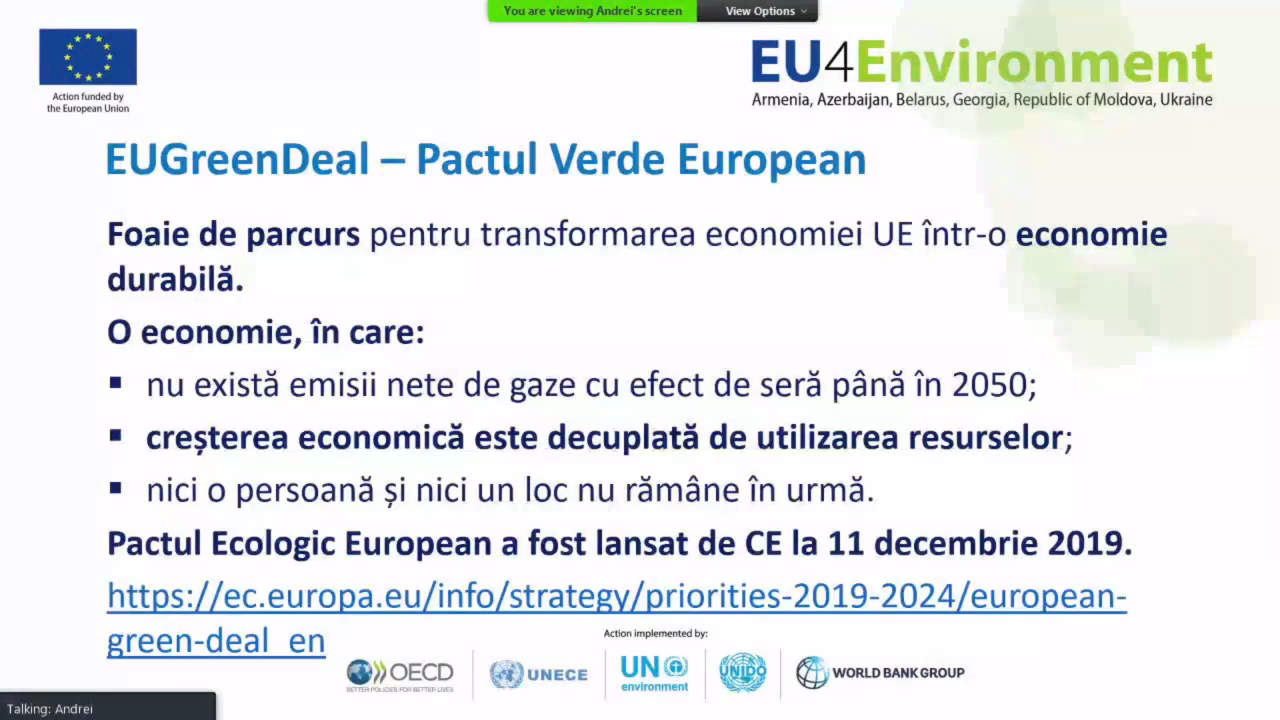 You are viewing Andrei's screen View Options
Action funded by
the European Union
EU4Environment
Armenia, Azerbaijan, Belarus, Georgia, Republic of Moldova, Ukraine
EUGreenDeal – Pactul Verde European
Foaie de parcurs pentru transformarea economiei UE într-o economie
durabilă.
O economie, în care:
▪ nu există emisii nete de gaze cu efect de seră până în 2050;
▪ creșterea economică este decuplată de utilizarea resurselor;
▪ nici o persoană și nici un loc nu rămâne în urmă.
Pactul Ecologic European a fost lansat de CE la 11 decembrie 2019.
https://ec.europa.eu/info/strategy/priorities-2019-2024/european-
green-deal_en
Action implemented by:
OECD
BETTER POLICIES FOR BETTER LIVES
UNECE
UN
environment
UNIDO
WORLD BANK GROUP
Talking: Andrei